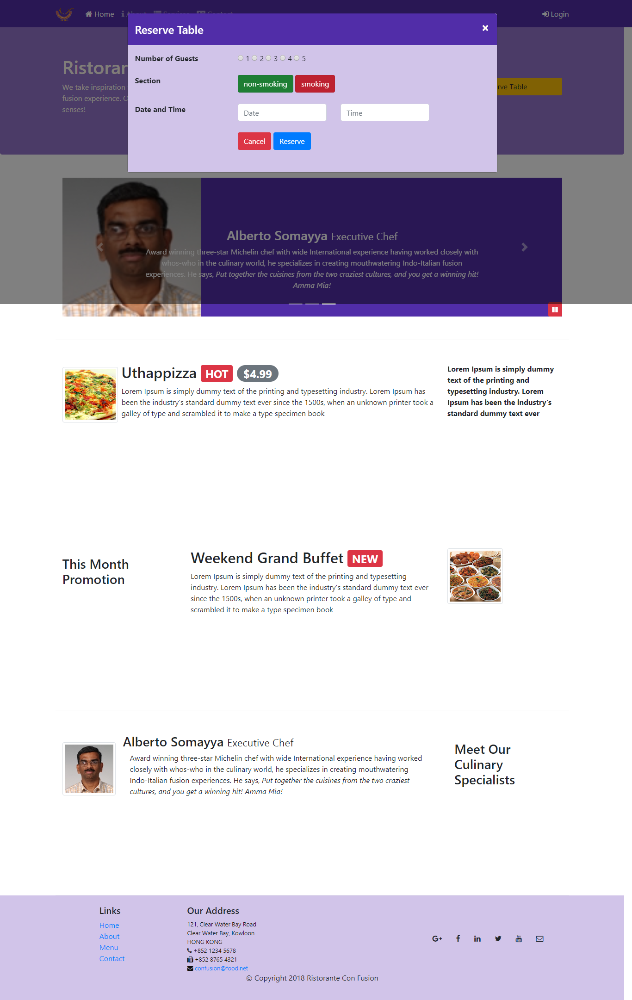 Home About Services Contact Login
Reserve Table ×
Number of Guests 1 2 3 4 5
Section non-smoking smoking
Date and Time Date Time
Cancel Reserve
Ristoran
We take inspiration
fusion experience.
senses!
Table
Alberto Somayya Executive Chef
Award winning three-star Michelin chef with wide International experience having worked closely with
whos-who in the culinary world, he specializes in creating mouthwatering Indo-Italian fusion
experiences. He says, Put together the cuisines from the two craziest cultures, and you get a winning hit!
Amma Mia!
Uthappizza HOT $4.99
Lorem Ipsum is simply dummy text of the printing and typesetting industry. Lorem Ipsum has
been the industry's standard dummy text ever since the 1500s, when an unknown printer took a
galley of type and scrambled it to make a type specimen book
Lorem Ipsum is simply dummy
text of the printing and
typesetting industry. Lorem
Ipsum has been the industry's
standard dummy text ever
This Month
Promotion
Weekend Grand Buffet NEW
Lorem Ipsum is simply dummy text of the printing and typesetting
industry. Lorem Ipsum has been the industry's standard dummy text ever
since the 1500s, when an unknown printer took a galley of type and
scrambled it to make a type specimen book
Alberto Somayya Executive Chef
Award winning three-star Michelin chef with wide International experience having worked
closely with whos-who in the culinary world, he specializes in creating mouthwatering
Indo-Italian fusion experiences. He says, Put together the cuisines from the two craziest
cultures, and you get a winning hit! Amma Mia!
Meet Our
Culinary
Specialists
Links
Home
About
Menu
Contact
Our Address
121, Clear Water Bay Road
Clear Water Bay, Kowloon
HONG KONG
+852 1234 5678
+852 8765 4321
confusion@food.net
© Copyright 2018 Ristorante Con Fusion